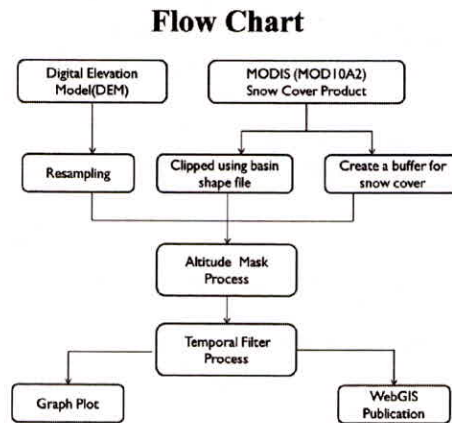 Flow Chart
Digital Elevation
Model(DEM)
MODIS (MOD10A2)
Snow Cover Product
Resampling
Clipped using basin
shape file
Create a buffer for
snow cover
Altitude Mask
Process
Temporal Filter
Process
Graph Plot
WebGIS
Publication